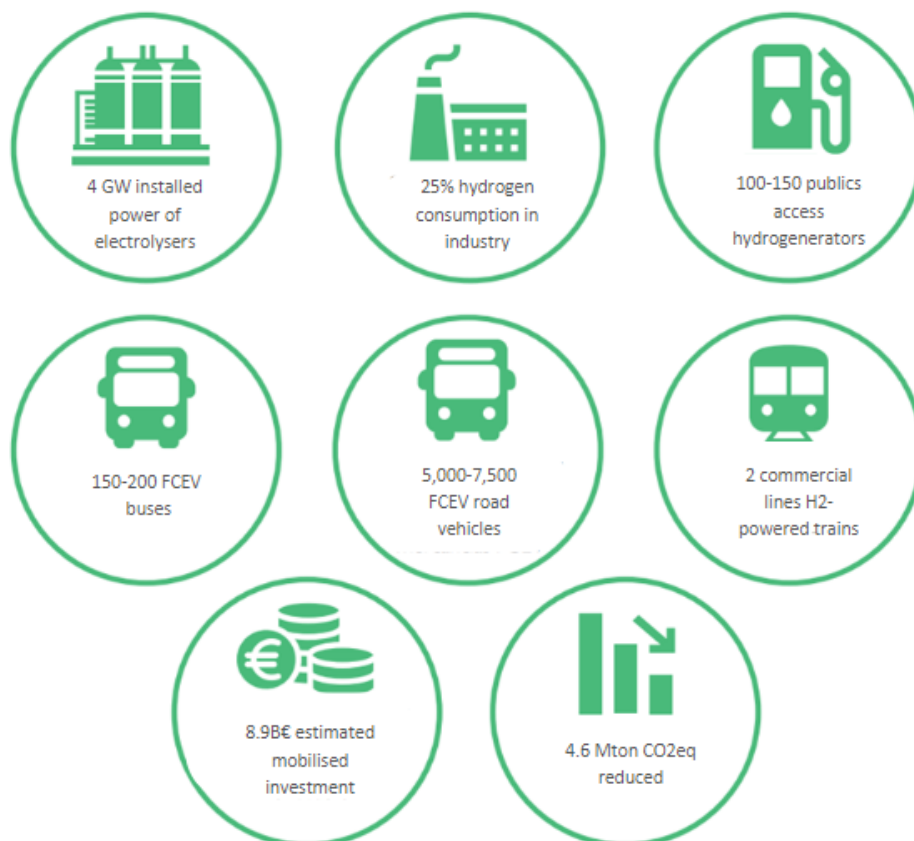 4 GW installed
power of
electrolysers
25% hydrogen
consumption in
industry
100-150 publics
access
hydrogenerators
150-200 FCEV
buses
5,000-7,500
FCEV road
vehicles
2 commercial
lines H2-
powered trains
8.9B€ estimated
mobilised
investment
4.6 Mton CO2eq
reduced